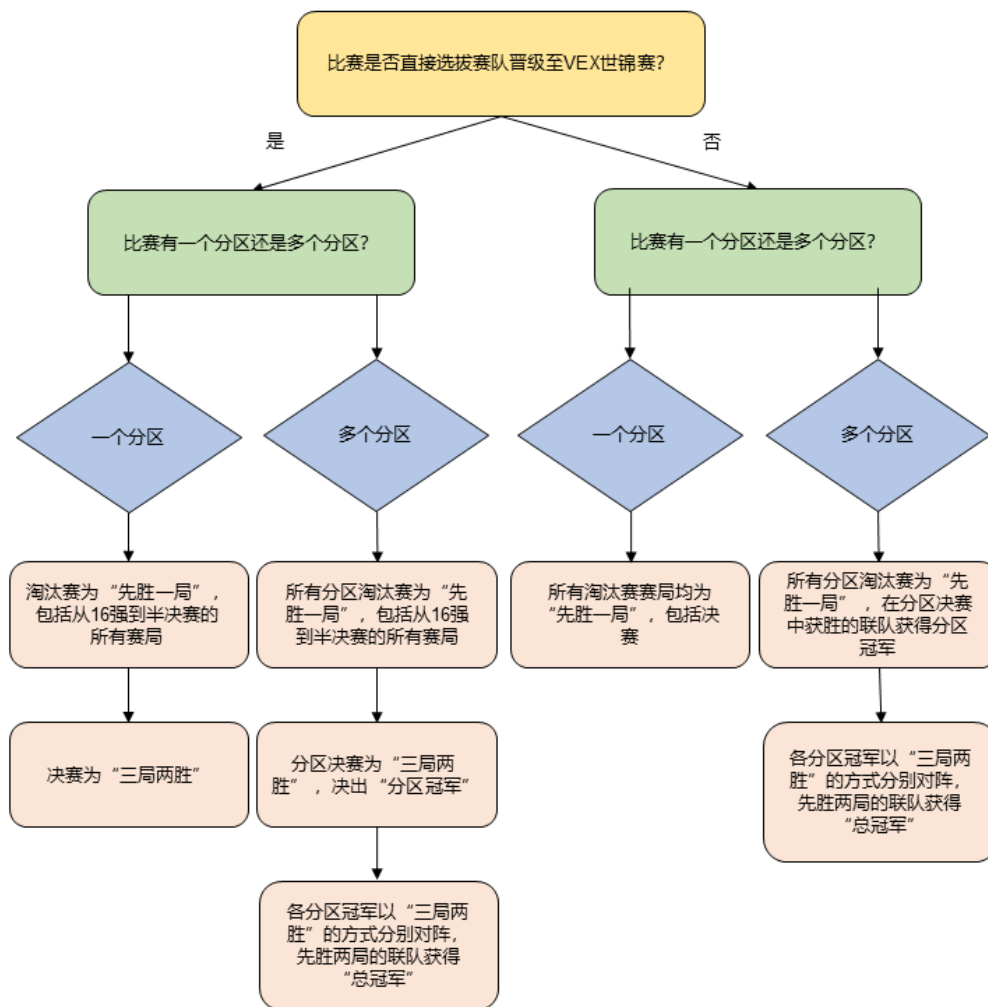 比赛是否直接选拔赛队晋级至VEX世锦赛？
是
否
比赛有一个分区还是多个分区？
比赛有一个分区还是多个分区？
一个分区
多个分区
一个分区
多个分区
淘汰赛为“先胜一局”，
包括从16强到半决赛的
所有赛局
所有分区淘汰赛为“先
胜一局”，包括从16强
到半决赛的所有赛局
所有淘汰赛赛局均为
“先胜一局”，包括决
赛
所有分区淘汰赛为“先
胜一局”，在分区决赛
中获胜的联队获得分区
冠军
决赛为“三局两胜”
分区决赛为“三局两
胜”，决出“分区冠军”
各分区冠军以“三局两
胜”的方式分别对阵，
先胜两局的联队获得
“总冠军”
各分区冠军以“三局两
胜”的方式分别对阵，
先胜两局的联队获得
“总冠军”